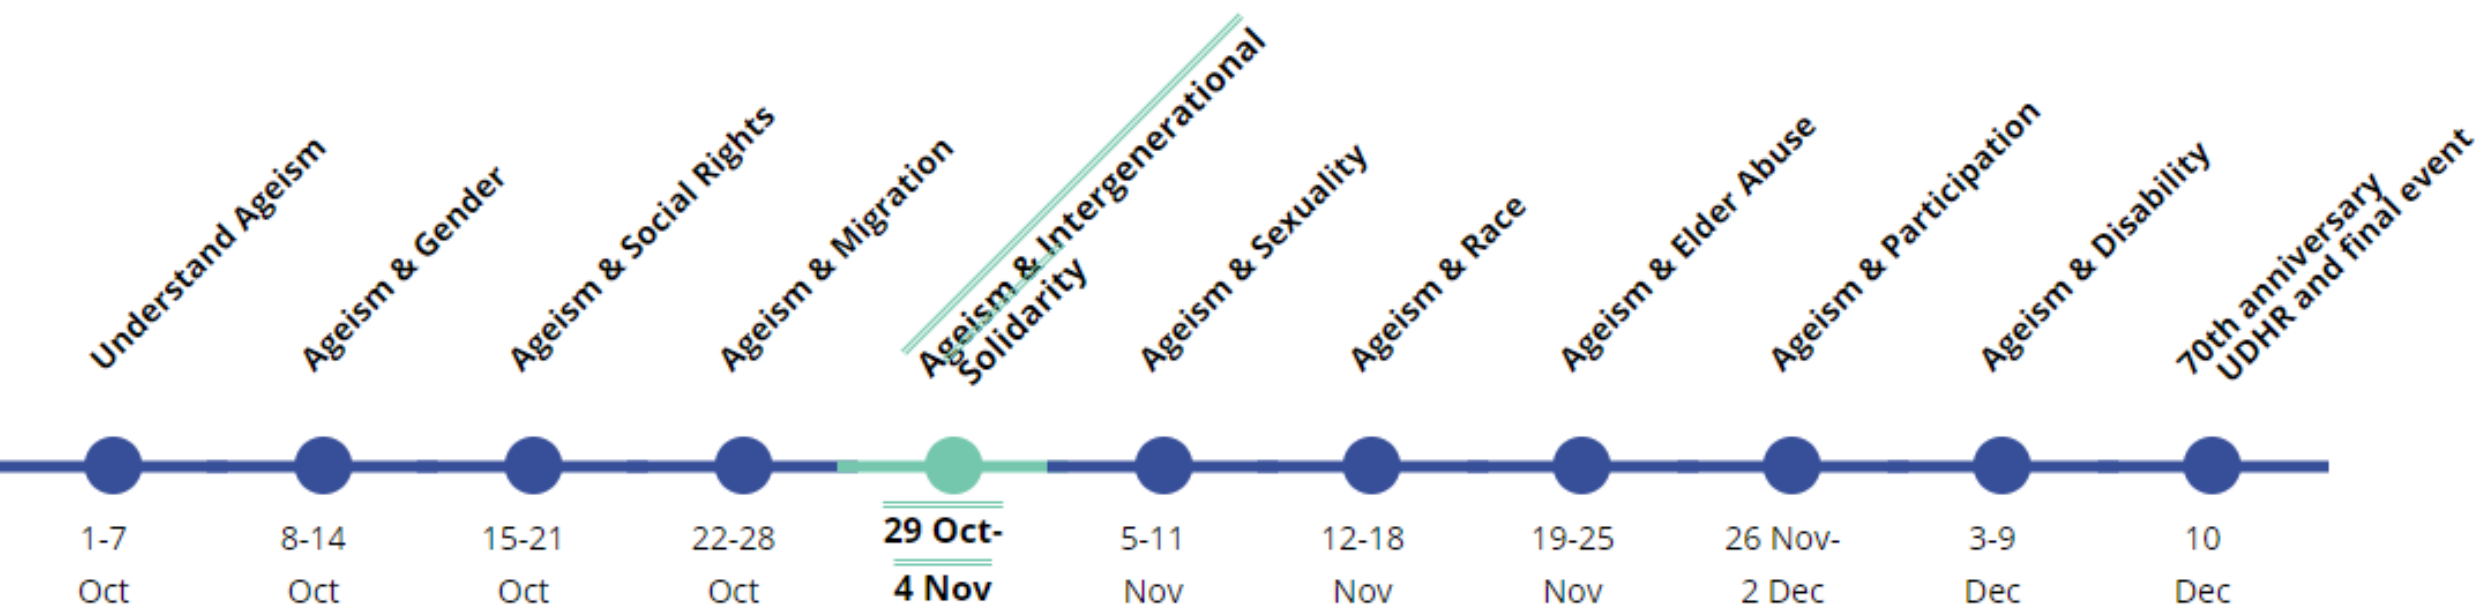 Understand Ageism
Ageism & Gender
Ageism & Social Rights
Ageism & Migration
Ageism & Intergenerational
Solidarity
Ageism & Sexuality
Ageism & Race
Ageism & Elder Abuse
Ageism & Participation
Ageism & Disability
70th anniversary
UDHR and final event
1-7
Oct
8-14
Oct
15-21
Oct
22-28
Oct
29 Oct-
4 Nov
5-11
Nov
12-18
Nov
19-25
Nov
26 Nov-
2 Dec
3-9
Dec
10
Dec